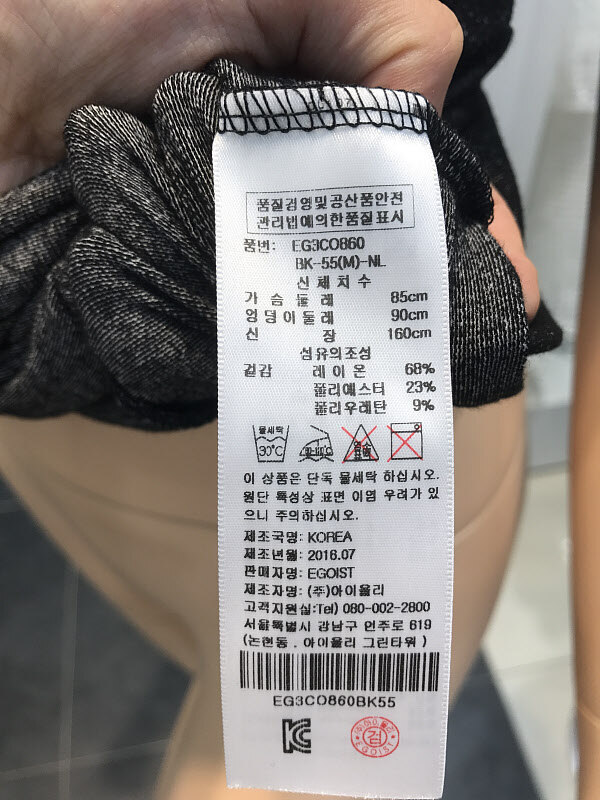 품질경영및공산품안전
관리법에의한품질표시
품번: EG3CO860
BK-55(M)-NL
신체치수
가슴둘레 85cm
엉덩이둘레 90cm
신 장 160cm
섬유의조성
겉감 레이온 68%
폴리에스터 23%
폴리우레탄 9%
물세탁
30°C
이 상품은 단독 물세탁 하십시오.
원단 특성상 표면 이염 우려가 있
으니 주의하십시오.
제조국명: KOREA
제조년월: 2016.07
판매자명: EGOIST
제조자명: (주)아이올리
고객지원실:Tel) 080-002-2800
서울특별시 강남구 언주로 619
(논현동 . 아이올리 그린타워 )
EG3CO860BK55
검
EGOIST